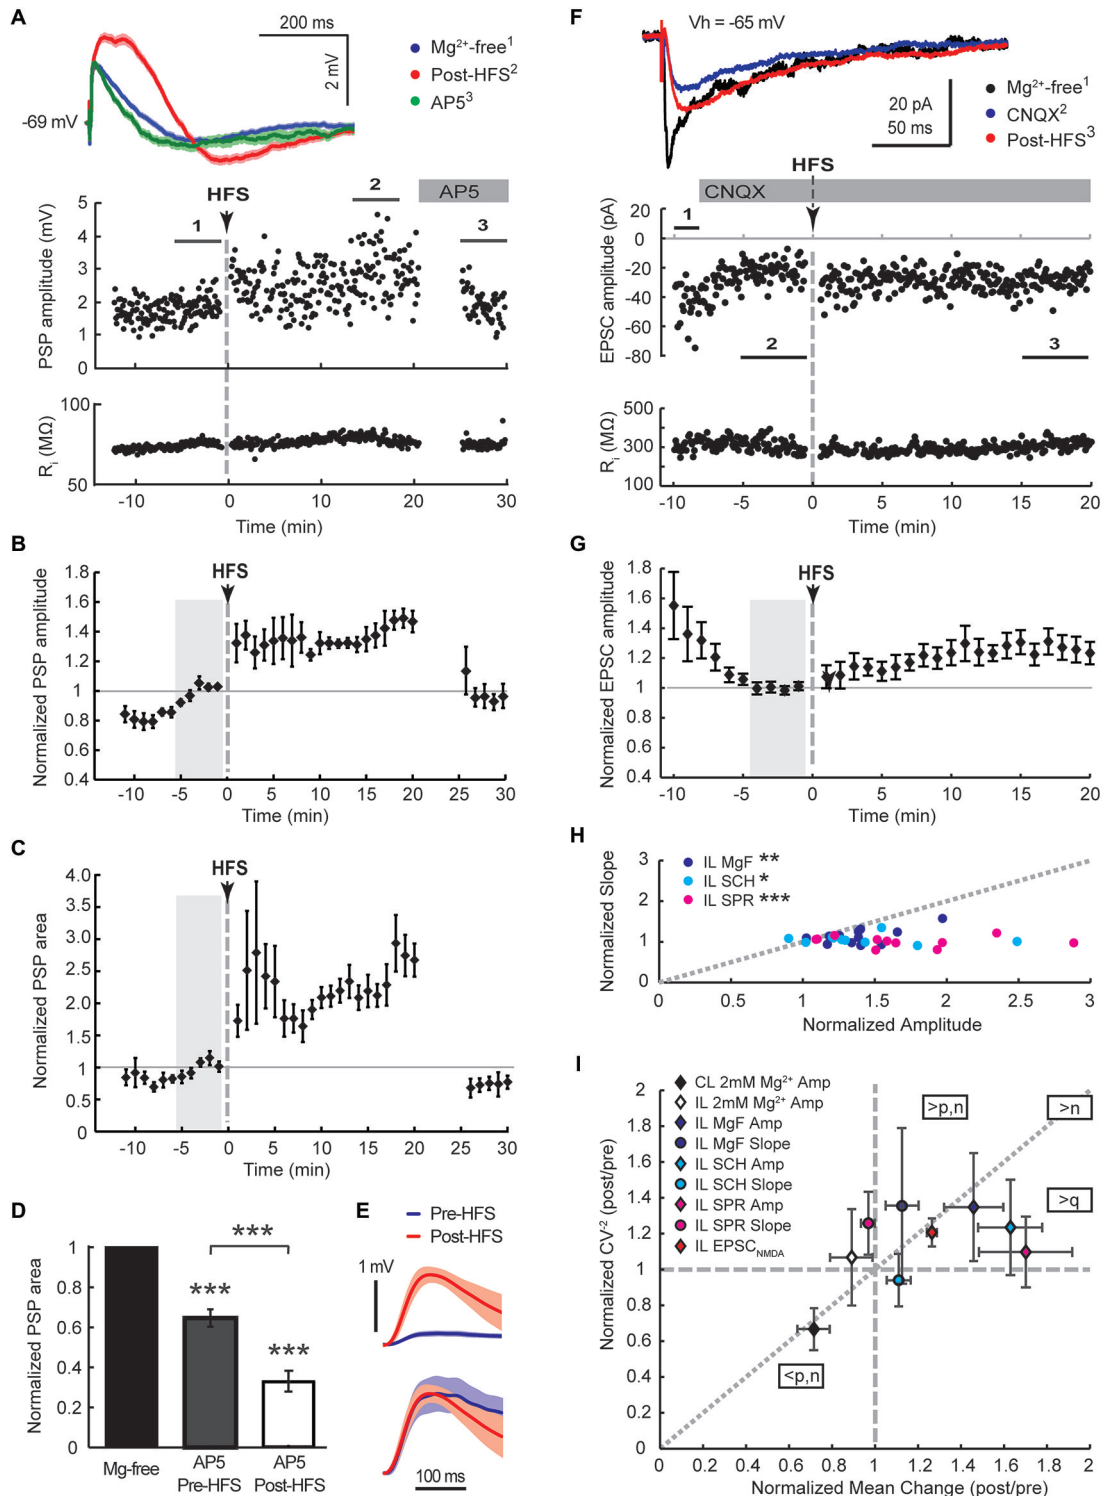 A
200 ms
2 mV
Mg²⁺-free¹
Post-HFS²
AP5³
-69 mV
HFS
AP5
1
2
3
PSP amplitude (mV)
5
4
3
2
1
0
Rᵢ (MΩ)
100
50
-10 0 10 20 30
Time (min)
B
HFS
Normalized PSP amplitude
1.8
1.6
1.4
1.2
1
0.8
0.6
0.4
-10 -5 0 5 10 15 20 25 30
Time (min)
C
HFS
Normalized PSP area
4.0
3.5
3.0
2.5
2.0
1.5
1
0.5
0
-10 -5 0 5 10 15 20 26 30
Time (min)
D
Normalized PSP area
1
0.8
0.6
0.4
0.2
0
***
***
***
Mg-free
AP5 Pre-HFS
AP5 Post-HFS
E
Pre-HFS
Post-HFS
1 mV
100 ms
F
Vh = -65 mV
20 pA
50 ms
Mg²⁺-free¹
CNQX²
Post-HFS³
HFS
CNQX
1
2
3
EPSC amplitude (pA)
20
0
-20
-40
-60
-80
Rᵢ (MΩ)
500
300
100
-10 -5 0 5 10 15 20
Time (min)
G
HFS
Normalized EPSC amplitude
1.8
1.6
1.4
1.2
1
0.8
0.6
0.4
-10 -5 0 5 10 15 20
Time (min)
H
IL MgF **
IL SCH *
IL SPR ***
Normalized Slope
3
2
1
0
0 0.5 1 1.5 2 2.5 3
Normalized Amplitude
I
CL 2mM Mg²⁺ Amp
IL 2mM Mg²⁺ Amp
IL MgF Amp
IL MgF Slope
IL SCH Amp
IL SCH Slope
IL SPR Amp
IL SPR Slope
IL EPSC_NMDA
>p,n
>n
>q
<p,n
Normalized CV⁻² (post/pre)
2
1.8
1.6
1.4
1.2
1
0.8
0.6
0.4
0.2
0
0 0.2 0.4 0.6 0.8 1 1.2 1.4 1.6 1.8 2
Normalized Mean Change (post/pre)